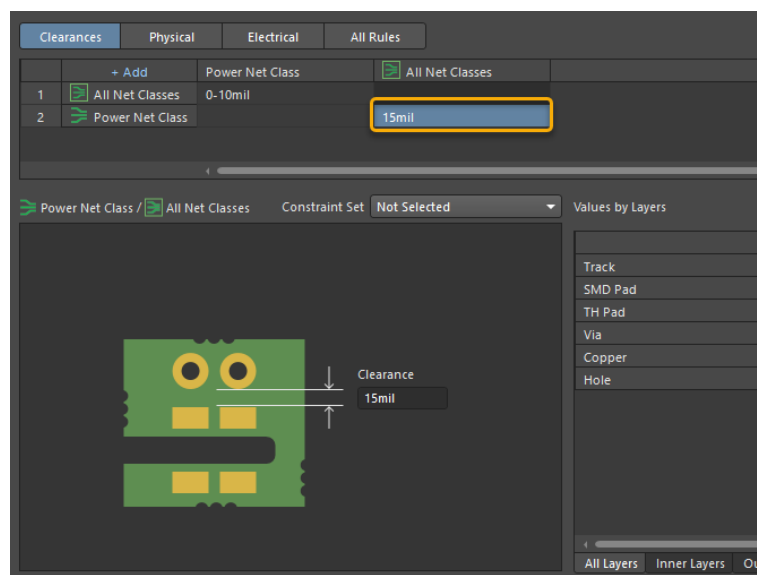 Clearances Physical Electrical All Rules
+ Add Power Net Class All Net Classes
1 All Net Classes 0-10mil
2 Power Net Class 15mil
Power Net Class / All Net Classes Constraint Set Not Selected Values by Layers
Track
SMD Pad
TH Pad
Via
Copper
Hole
Clearance
15mil
All Layers Inner Layers